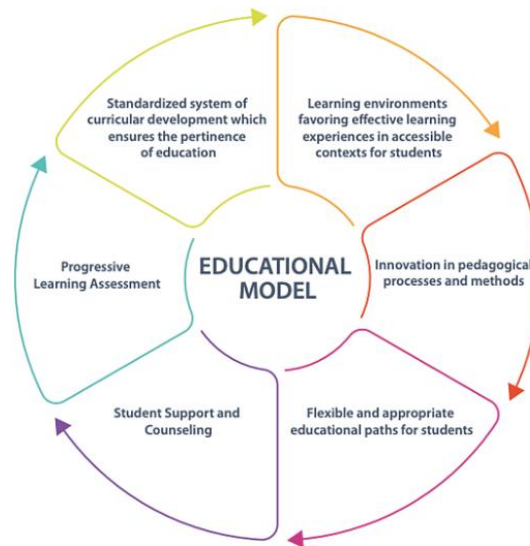 Standardized system of
curricular development which
ensures the pertinence
of education
Learning environments
favoring effective learning
experiences in accessible
contexts for students
Innovation in pedagogical
processes and methods
Flexible and appropriate
educational paths for students
Student Support and
Counseling
Progressive
Learning Assessment
EDUCATIONAL
MODEL